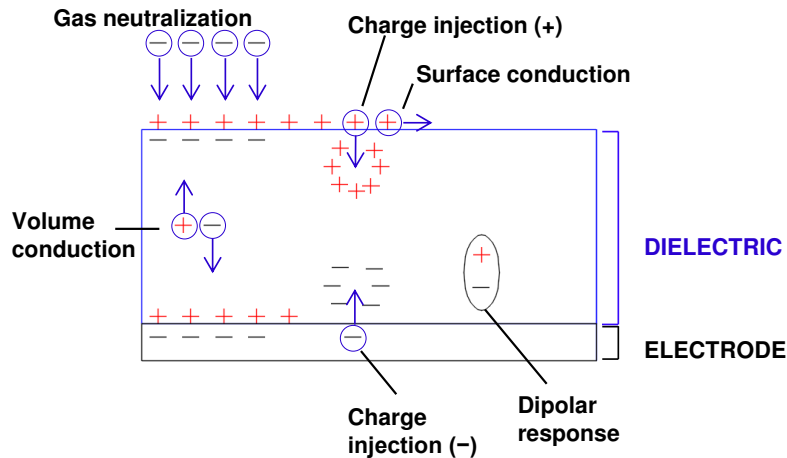 Gas neutralization
Charge injection (+)
Surface conduction
Volume
conduction
DIELECTRIC
ELECTRODE
Charge
injection (−)
Dipolar
response